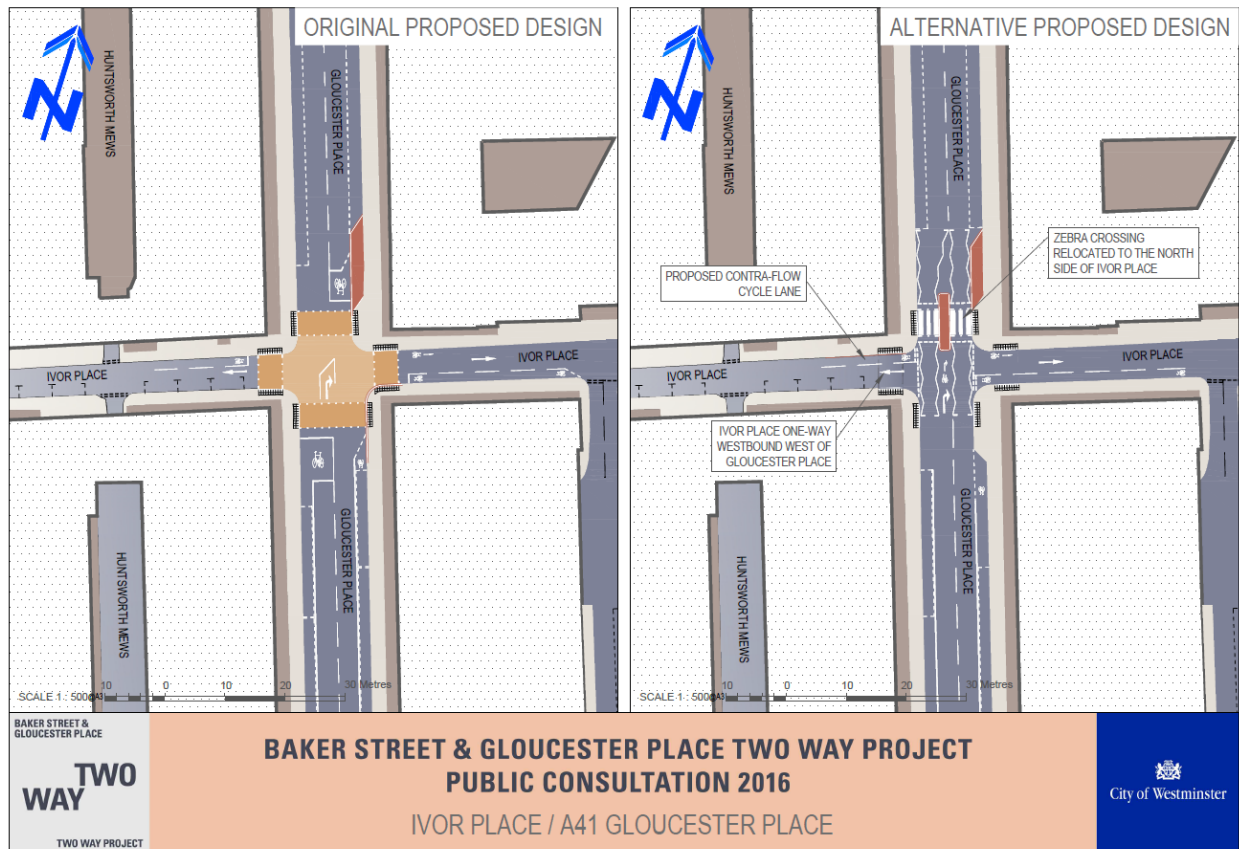 ORIGINAL PROPOSED DESIGN
N
HUNTSWORTH MEWS
GLOUCESTER PLACE
IVOR PLACE
IVOR PLACE
HUNTSWORTH MEWS
GLOUCESTER PLACE
10 0 10 20 30 Metres
SCALE 1 : 500@A3
ALTERNATIVE PROPOSED DESIGN
N
HUNTSWORTH MEWS
GLOUCESTER PLACE
ZEBRA CROSSING
RELOCATED TO THE NORTH
SIDE OF IVOR PLACE
PROPOSED CONTRA-FLOW
CYCLE LANE
IVOR PLACE
IVOR PLACE
IVOR PLACE ONE-WAY
WESTBOUND WEST OF
GLOUCESTER PLACE
GLOUCESTER PLACE
HUNTSWORTH MEWS
10 0 10 20 30 Metres
SCALE 1 : 500@A3
BAKER STREET &
GLOUCESTER PLACE
TWO
WAY
TWO WAY PROJECT
BAKER STREET & GLOUCESTER PLACE TWO WAY PROJECT
PUBLIC CONSULTATION 2016
IVOR PLACE / A41 GLOUCESTER PLACE
City of Westminster